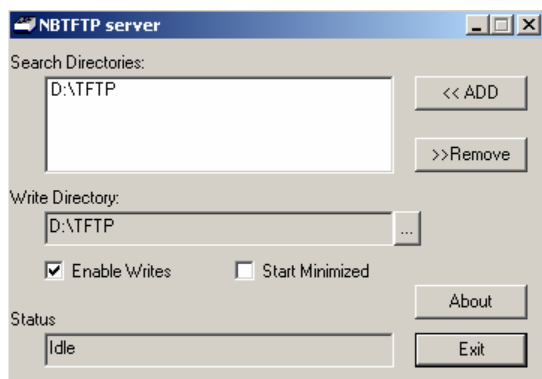 NBTFTP server
Search Directories:
D:\TFTP
<< ADD
>>Remove
Write Directory:
D:\TFTP
...
Enable Writes
Start Minimized
About
Status
Idle
Exit